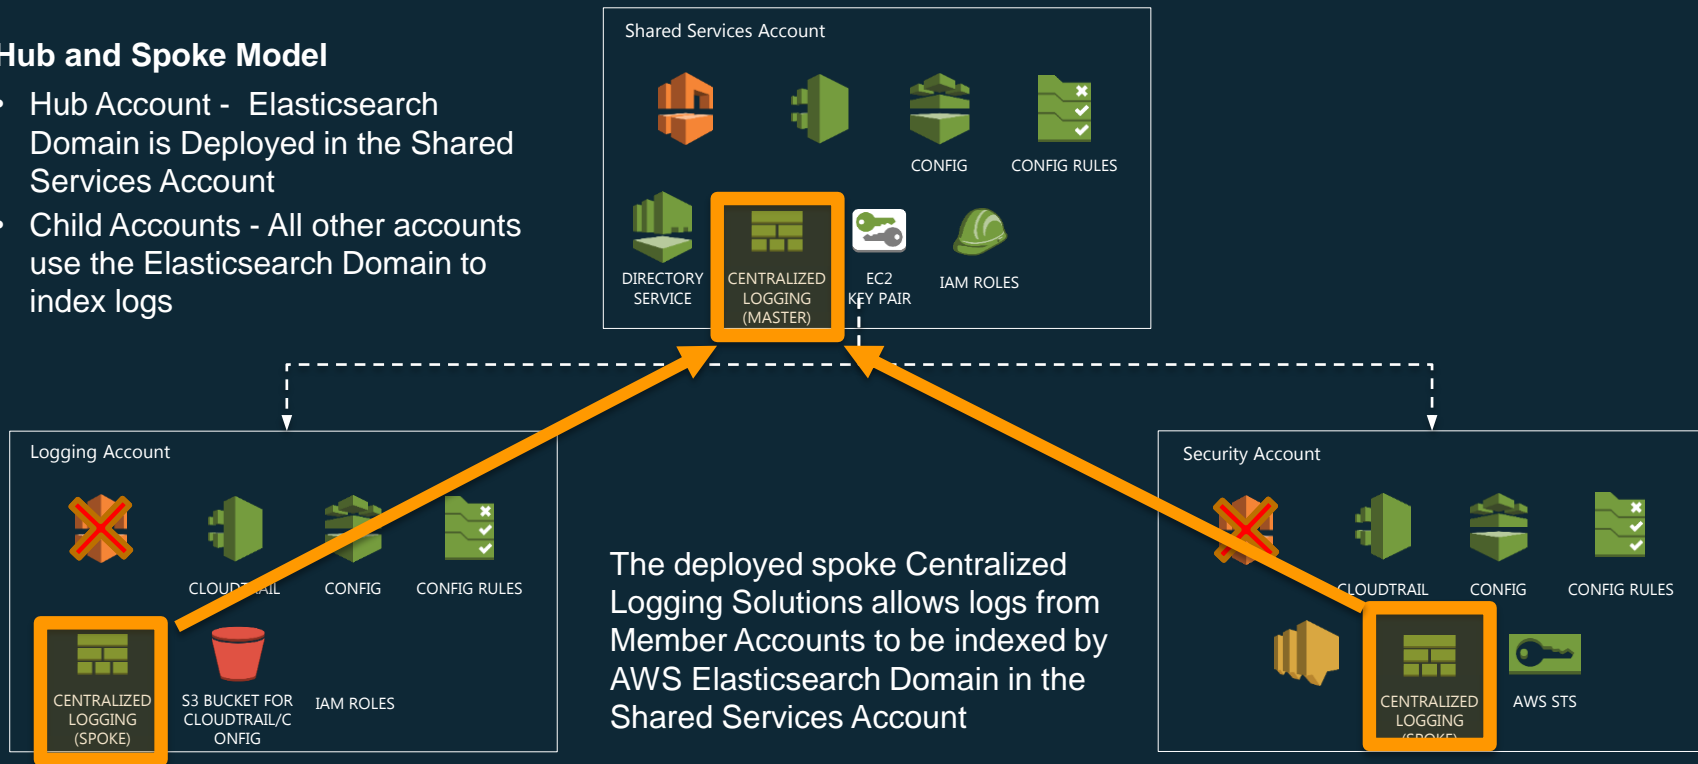 Hub and Spoke Model
• Hub Account - Elasticsearch
Domain is Deployed in the Shared
Services Account
• Child Accounts - All other accounts
use the Elasticsearch Domain to
index logs
Shared Services Account
CONFIG
CONFIG RULES
DIRECTORY
SERVICE
CENTRALIZED
LOGGING
(MASTER)
EC2
KEY PAIR
IAM ROLES
Logging Account
CLOUDTRAIL
CONFIG
CONFIG RULES
CENTRALIZED
LOGGING
(SPOKE)
S3 BUCKET FOR
CLOUDTRAIL/C
ONFIG
IAM ROLES
The deployed spoke Centralized
Logging Solutions allows logs from
Member Accounts to be indexed by
AWS Elasticsearch Domain in the
Shared Services Account
Security Account
CLOUDTRAIL
CONFIG
CONFIG RULES
CENTRALIZED
LOGGING
(SPOKE)
AWS STS